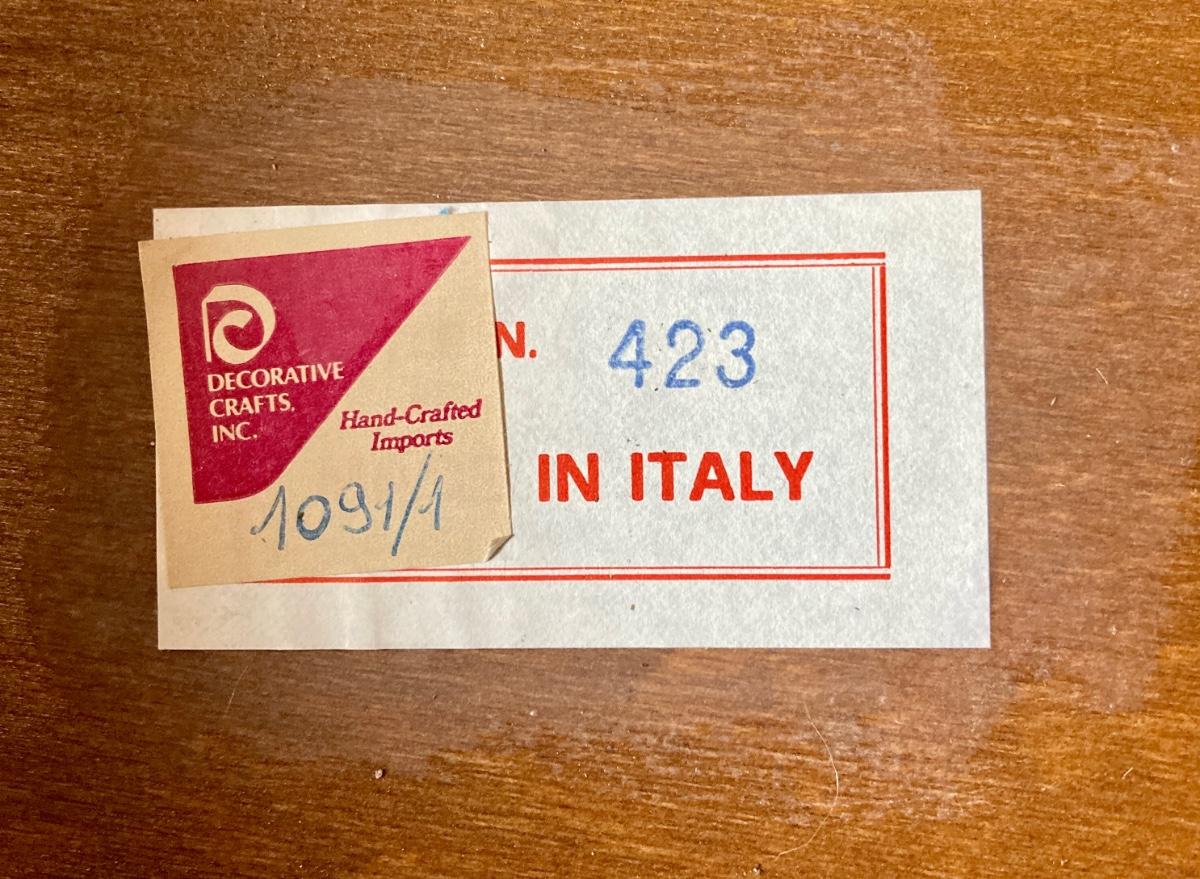 DECORATIVE
CRAFTS,
INC.
Hand-Crafted
Imports
1091/1
N. 423
IN ITALY